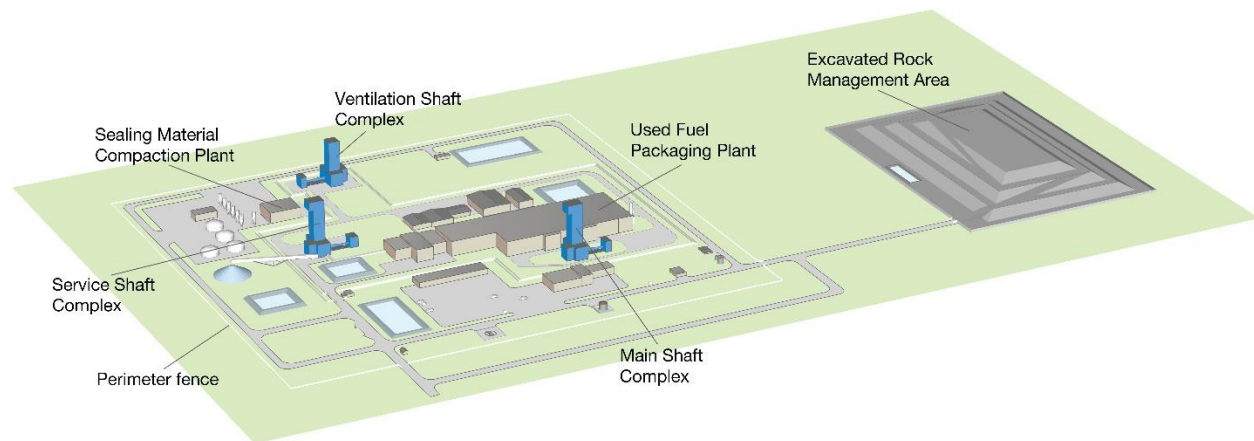 Excavated Rock
Management Area
Ventilation Shaft
Complex
Sealing Material
Compaction Plant
Used Fuel
Packaging Plant
Service Shaft
Complex
Main Shaft
Complex
Perimeter fence